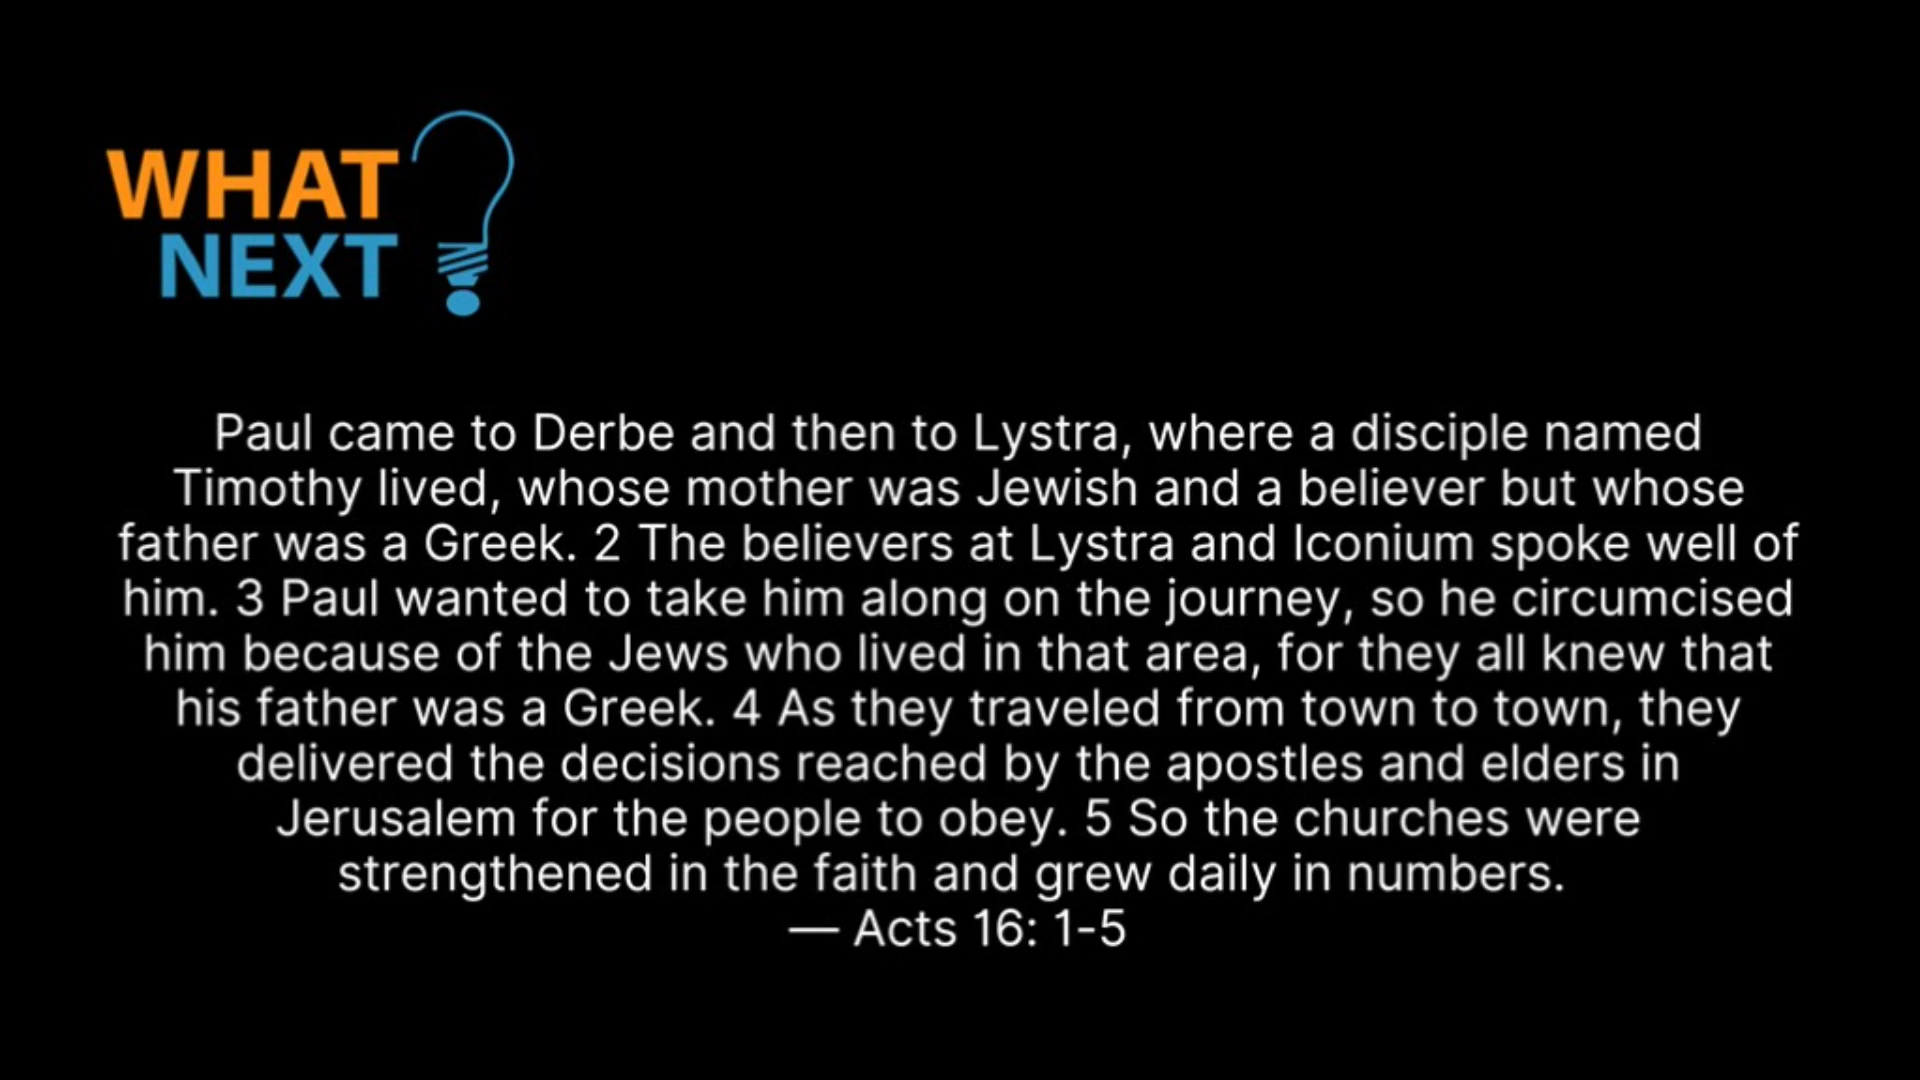 WHAT
NEXT
Paul came to Derbe and then to Lystra, where a disciple named
Timothy lived, whose mother was Jewish and a believer but whose
father was a Greek. 2 The believers at Lystra and Iconium spoke well of
him. 3 Paul wanted to take him along on the journey, so he circumcised
him because of the Jews who lived in that area, for they all knew that
his father was a Greek. 4 As they traveled from town to town, they
delivered the decisions reached by the apostles and elders in
Jerusalem for the people to obey. 5 So the churches were
strengthened in the faith and grew daily in numbers.
— Acts 16: 1-5